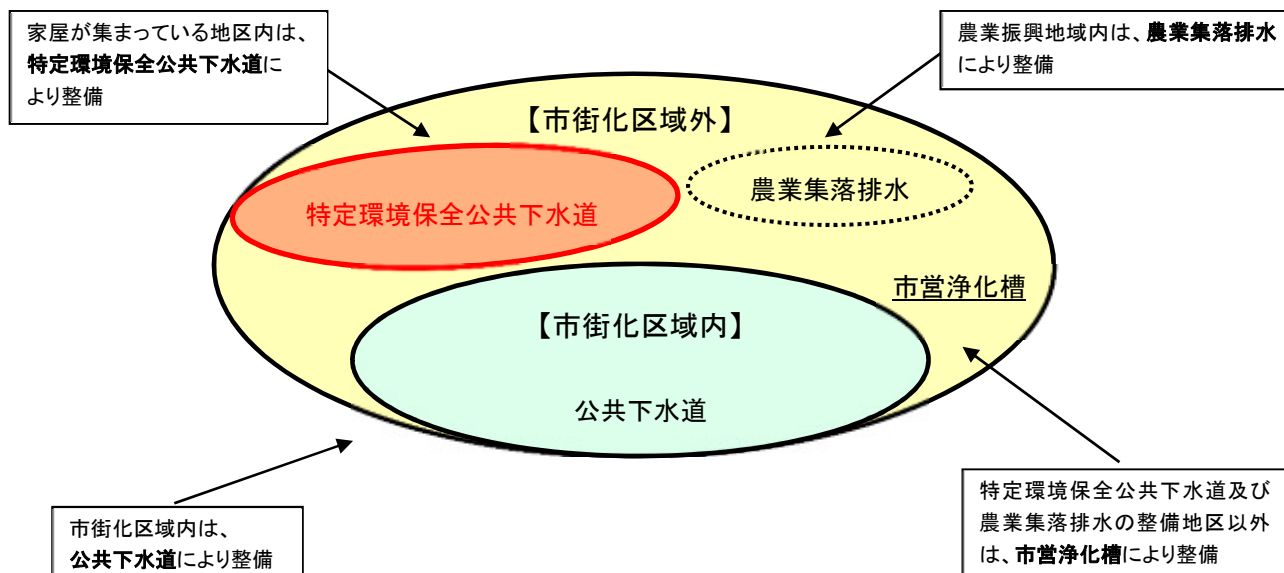 家屋が集まっている地区内は、
特定環境保全公共下水道に
より整備
農業振興地域内は、農業集落排水
により整備
【市街化区域外】
特定環境保全公共下水道
農業集落排水
市営浄化槽
【市街化区域内】
公共下水道
市街化区域内は、
公共下水道により整備
特定環境保全公共下水道及び
農業集落排水の整備地区以外
は、市営浄化槽により整備